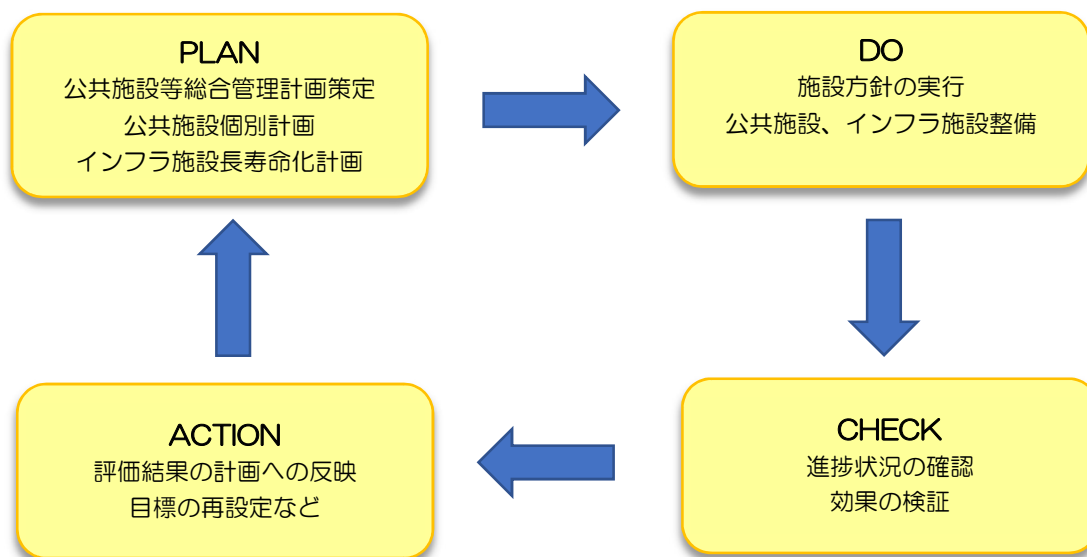 PLAN
公共施設等総合管理計画策定
公共施設個別計画
インフラ施設長寿命化計画
DO
施設方針の実行
公共施設、インフラ施設整備
ACTION
評価結果の計画への反映
目標の再設定など
CHECK
進捗状況の確認
効果の検証